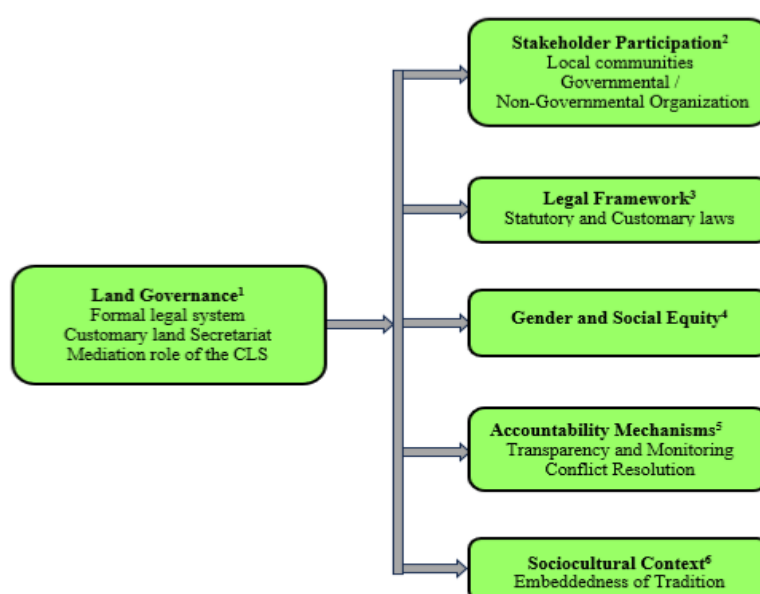 Land Governance¹
Formal legal system
Customary land Secretariat
Mediation role of the CLS
Stakeholder Participation²
Local communities
Governmental /
Non-Governmental Organization
Legal Framework³
Statutory and Customary laws
Gender and Social Equity⁴
Accountability Mechanisms⁵
Transparency and Monitoring
Conflict Resolution
Sociocultural Context⁶
Embeddedness of Tradition